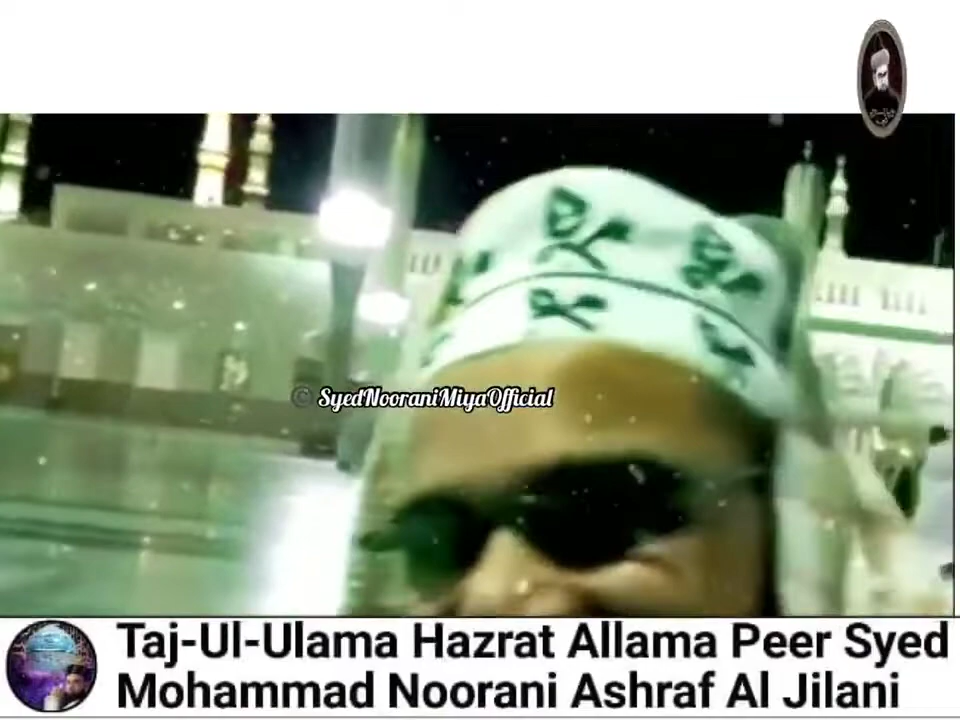 © SyedNooraniMiyaOfficial
Taj-Ul-Ulama Hazrat Allama Peer Syed
Mohammad Noorani Ashraf Al Jilani